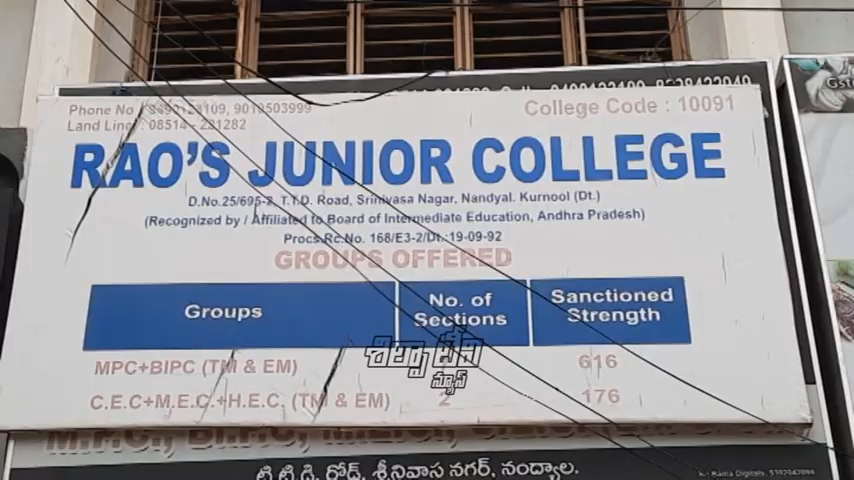 Phone No : 9490123109, 9010503999
College Code : 10091
Land Line : 08514 - 221282
RAO'S JUNIOR COLLEGE
D.No.25/695-2, T.T.D. Road, Srinivasa Nagar, Nandyal. Kurnool (Dt.)
(Recognized by / Affiliated to Board of Intermediate Education, Andhra Pradesh)
Procs.Rc.No. 168/E3-2/Dt.:19-09-92
GROUPS OFFERED
Groups No. of Sections Sanctioned Strength
MPC+BIPC (TM & EM) 616
C.E.C+M.E.C.+H.E.C. (TM & EM) 2 176
శిల్పా టీవీ
న్యూస్
టి.టి.డి. రోడ్, శ్రీనివాస నగర్, నంద్యాల.